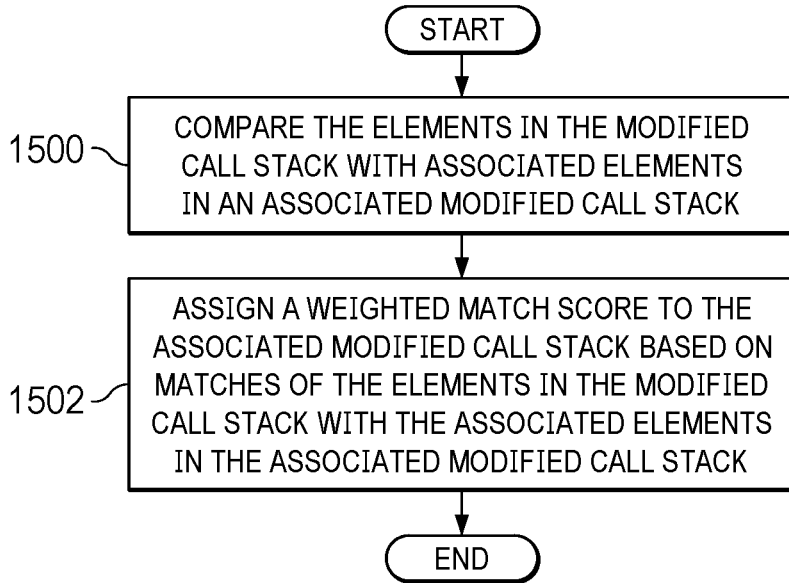 START
1500
COMPARE THE ELEMENTS IN THE MODIFIED
CALL STACK WITH ASSOCIATED ELEMENTS
IN AN ASSOCIATED MODIFIED CALL STACK
1502
ASSIGN A WEIGHTED MATCH SCORE TO THE
ASSOCIATED MODIFIED CALL STACK BASED ON
MATCHES OF THE ELEMENTS IN THE MODIFIED
CALL STACK WITH THE ASSOCIATED ELEMENTS
IN THE ASSOCIATED MODIFIED CALL STACK
END